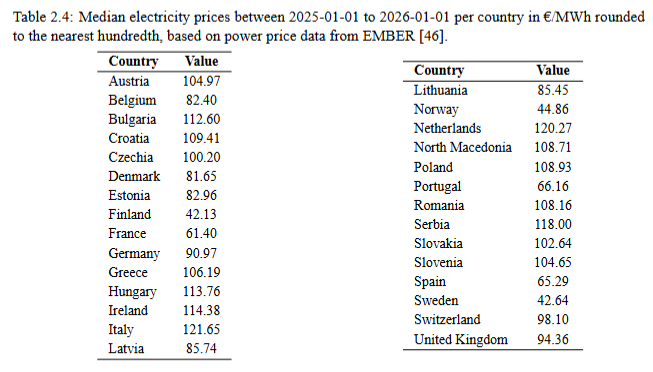 Table 2.4: Median electricity prices between 2025-01-01 to 2026-01-01 per country in €/MWh rounded
to the nearest hundredth, based on power price data from EMBER [46].
Country Value
Austria 104.97
Belgium 82.40
Bulgaria 112.60
Croatia 109.41
Czechia 100.20
Denmark 81.65
Estonia 82.96
Finland 42.13
France 61.40
Germany 90.97
Greece 106.19
Hungary 113.76
Ireland 114.38
Italy 121.65
Latvia 85.74
Country Value
Lithuania 85.45
Norway 44.86
Netherlands 120.27
North Macedonia 108.71
Poland 108.93
Portugal 66.16
Romania 108.16
Serbia 118.00
Slovakia 102.64
Slovenia 104.65
Spain 65.29
Sweden 42.64
Switzerland 98.10
United Kingdom 94.36